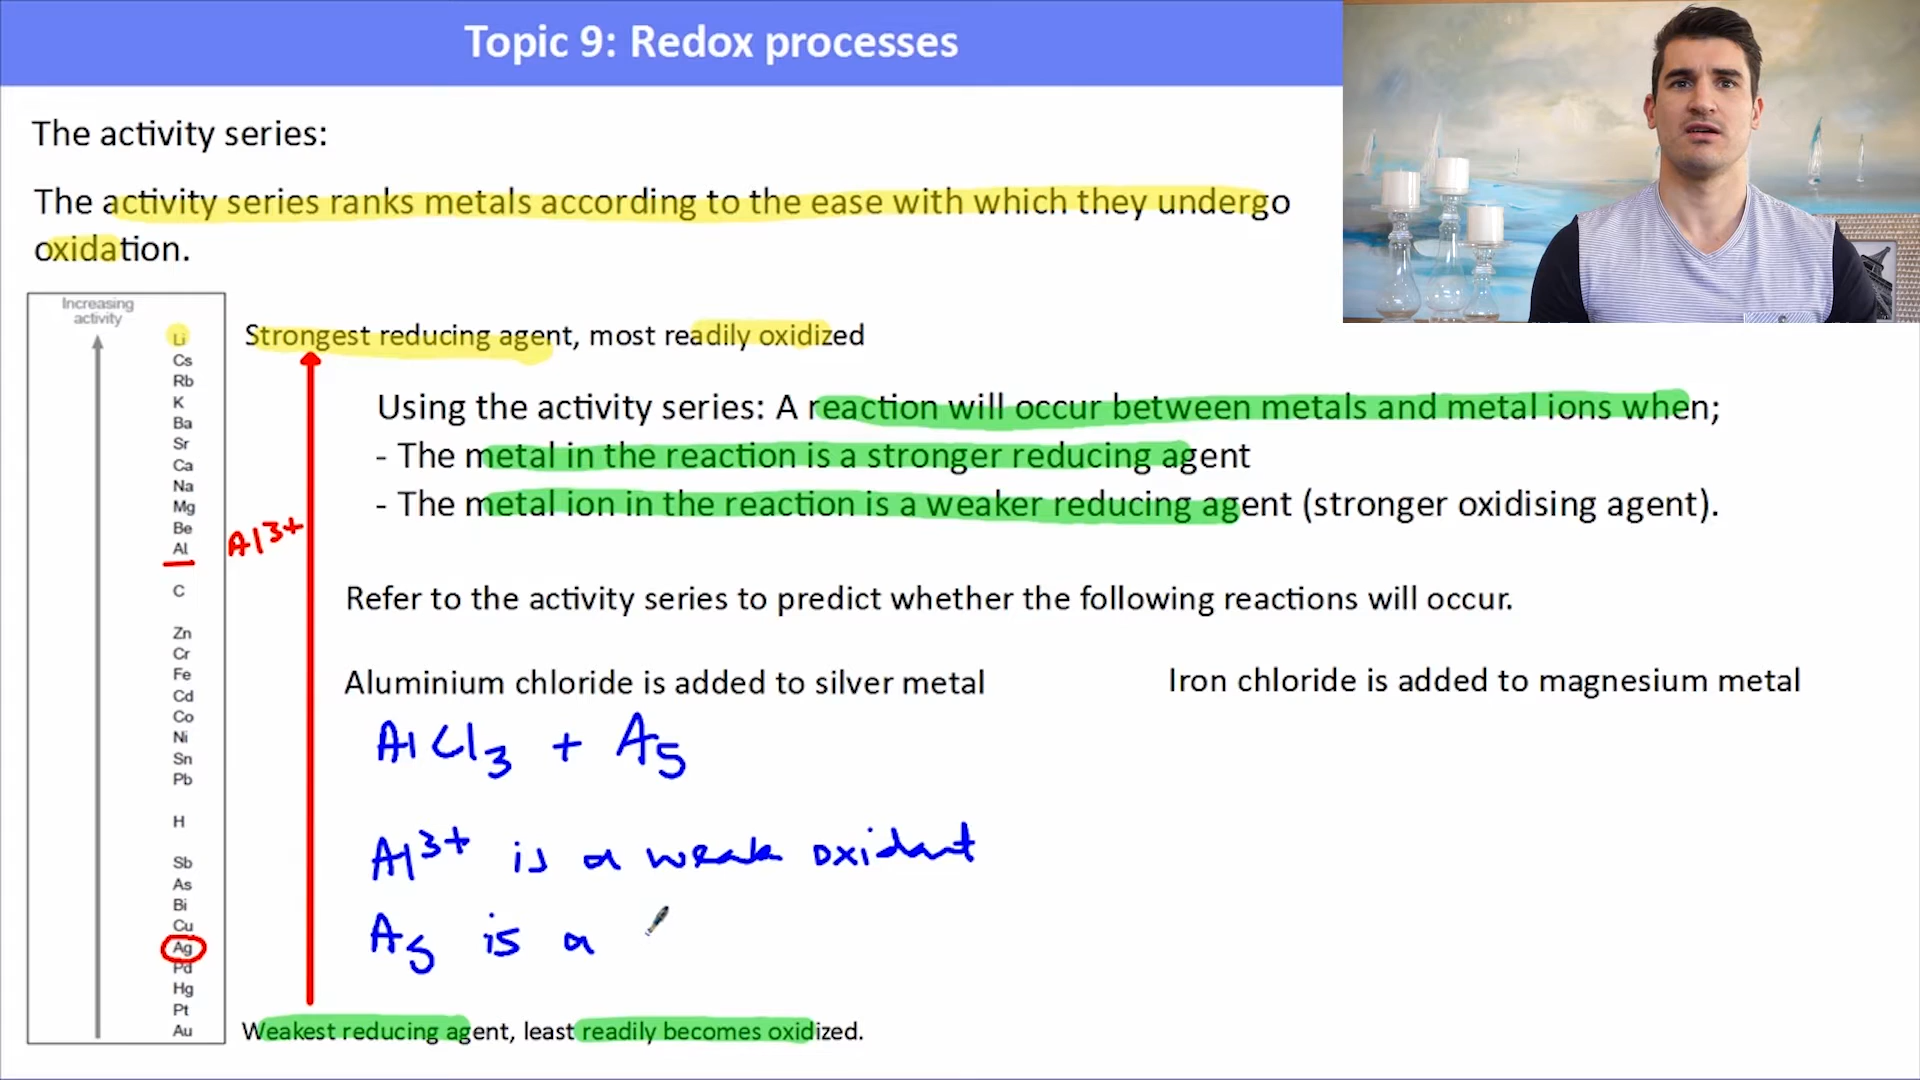 Topic 9: Redox processes
The activity series:
The activity series ranks metals according to the ease with which they undergo
oxidation.
Increasing
activity
Li
Cs
Rb
K
Ba
Sr
Ca
Na
Mg
Be
Al
C
Zn
Cr
Fe
Cd
Co
Ni
Sn
Pb
H
Sb
As
Bi
Cu
Ag
Pd
Hg
Pt
Au
Al3+
Strongest reducing agent, most readily oxidized
Using the activity series: A reaction will occur between metals and metal ions when;
- The metal in the reaction is a stronger reducing agent
- The metal ion in the reaction is a weaker reducing agent (stronger oxidising agent).
Refer to the activity series to predict whether the following reactions will occur.
Aluminium chloride is added to silver metal
AlCl3 + Ag
Al3+ is a weak oxidant
Ag is a
Iron chloride is added to magnesium metal
Weakest reducing agent, least readily becomes oxidized.